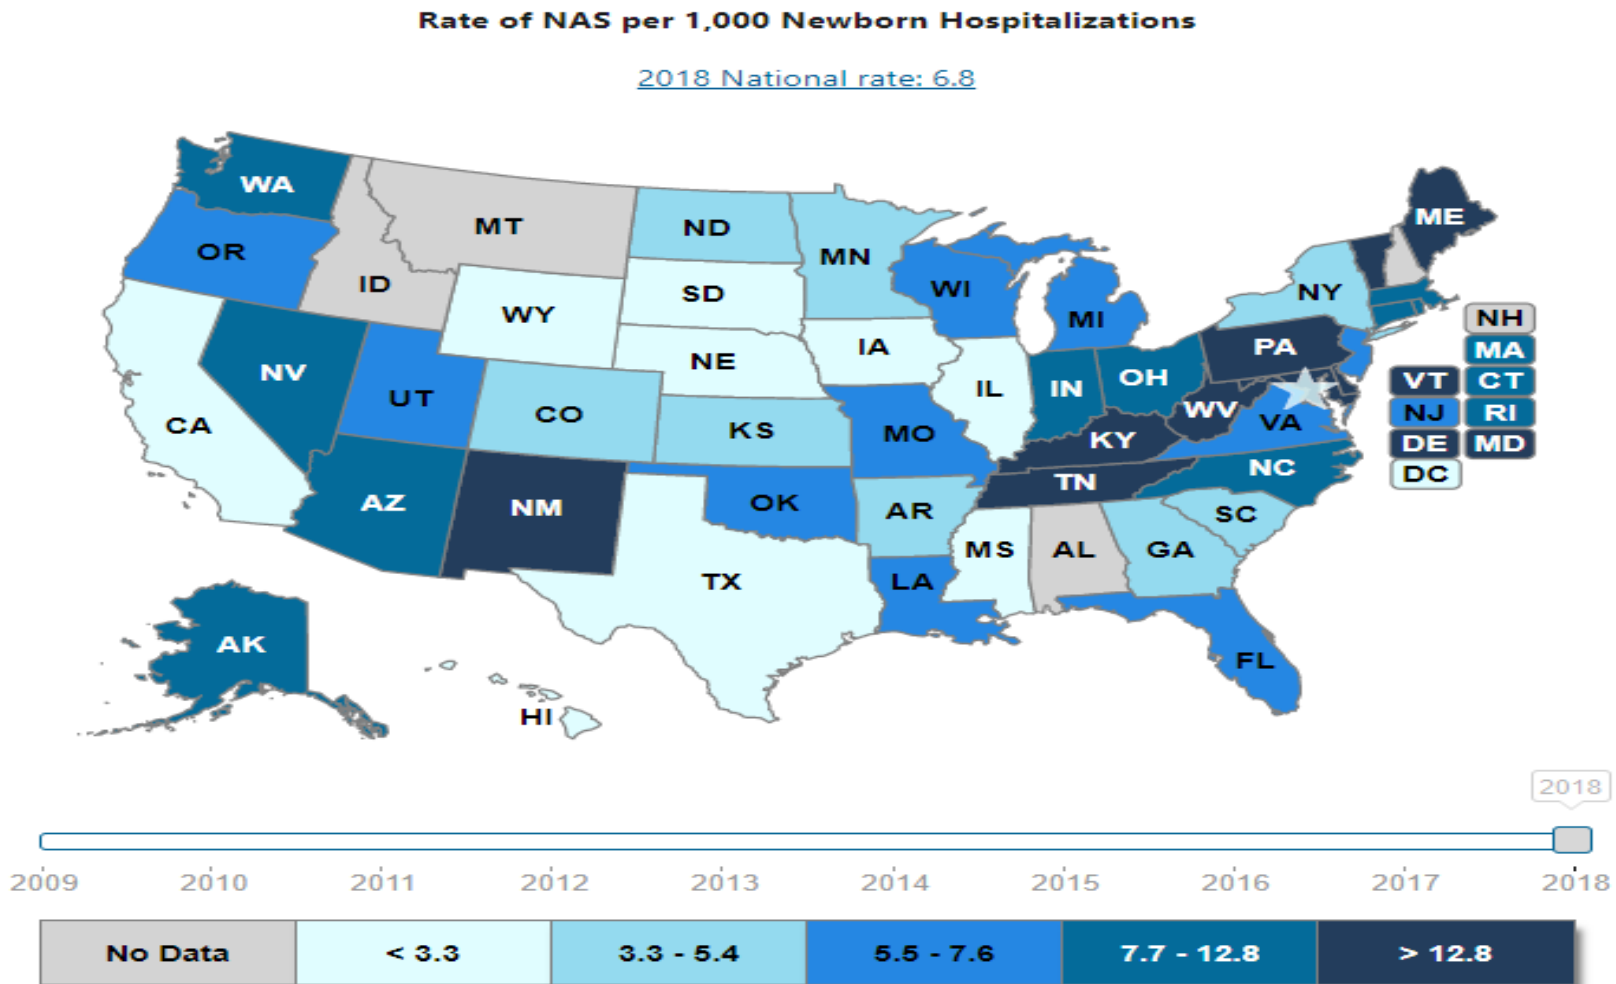 Rate of NAS per 1,000 Newborn Hospitalizations
2018 National rate: 6.8
WA
MT
ND
MN
ME
OR
ID
SD
WI
NY
WY
MI
NH
IA
PA
MA
NE
NV
IL
IN
OH
VT CT
UT
CO
WV
NJ RI
CA
KS
MO
KY
VA
DE MD
NC
DC
AZ
NM
OK
TN
AR
SC
MS
AL
GA
TX
LA
AK
FL
HI
2018
2009 2010 2011 2012 2013 2014 2015 2016 2017 2018
No Data < 3.3 3.3 - 5.4 5.5 - 7.6 7.7 - 12.8 > 12.8